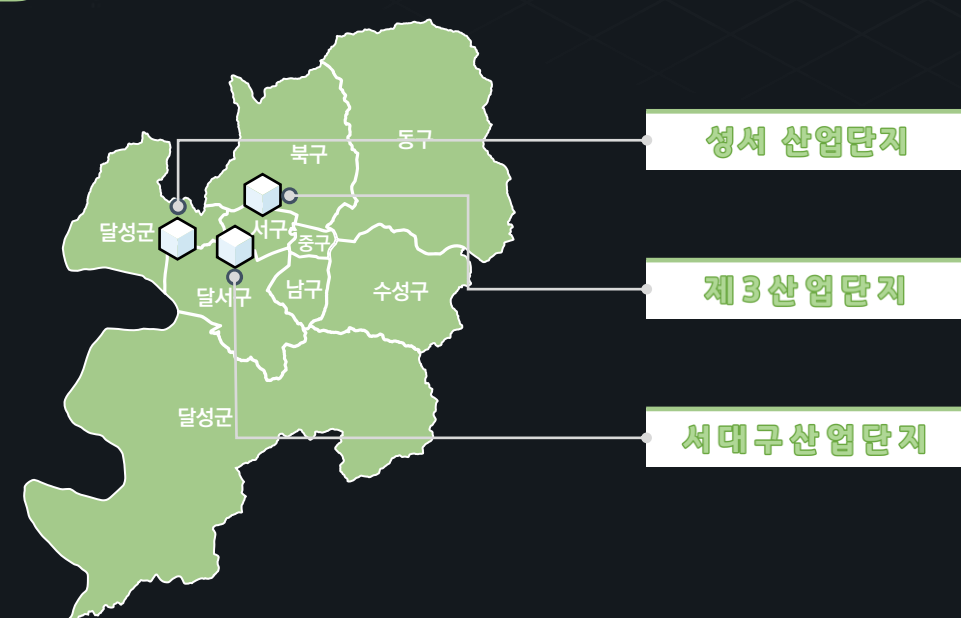 동구
북구
달성군
서구
중구
달서구
남구
수성구
달성군
성서 산업단지
제3산업단지
서대구산업단지